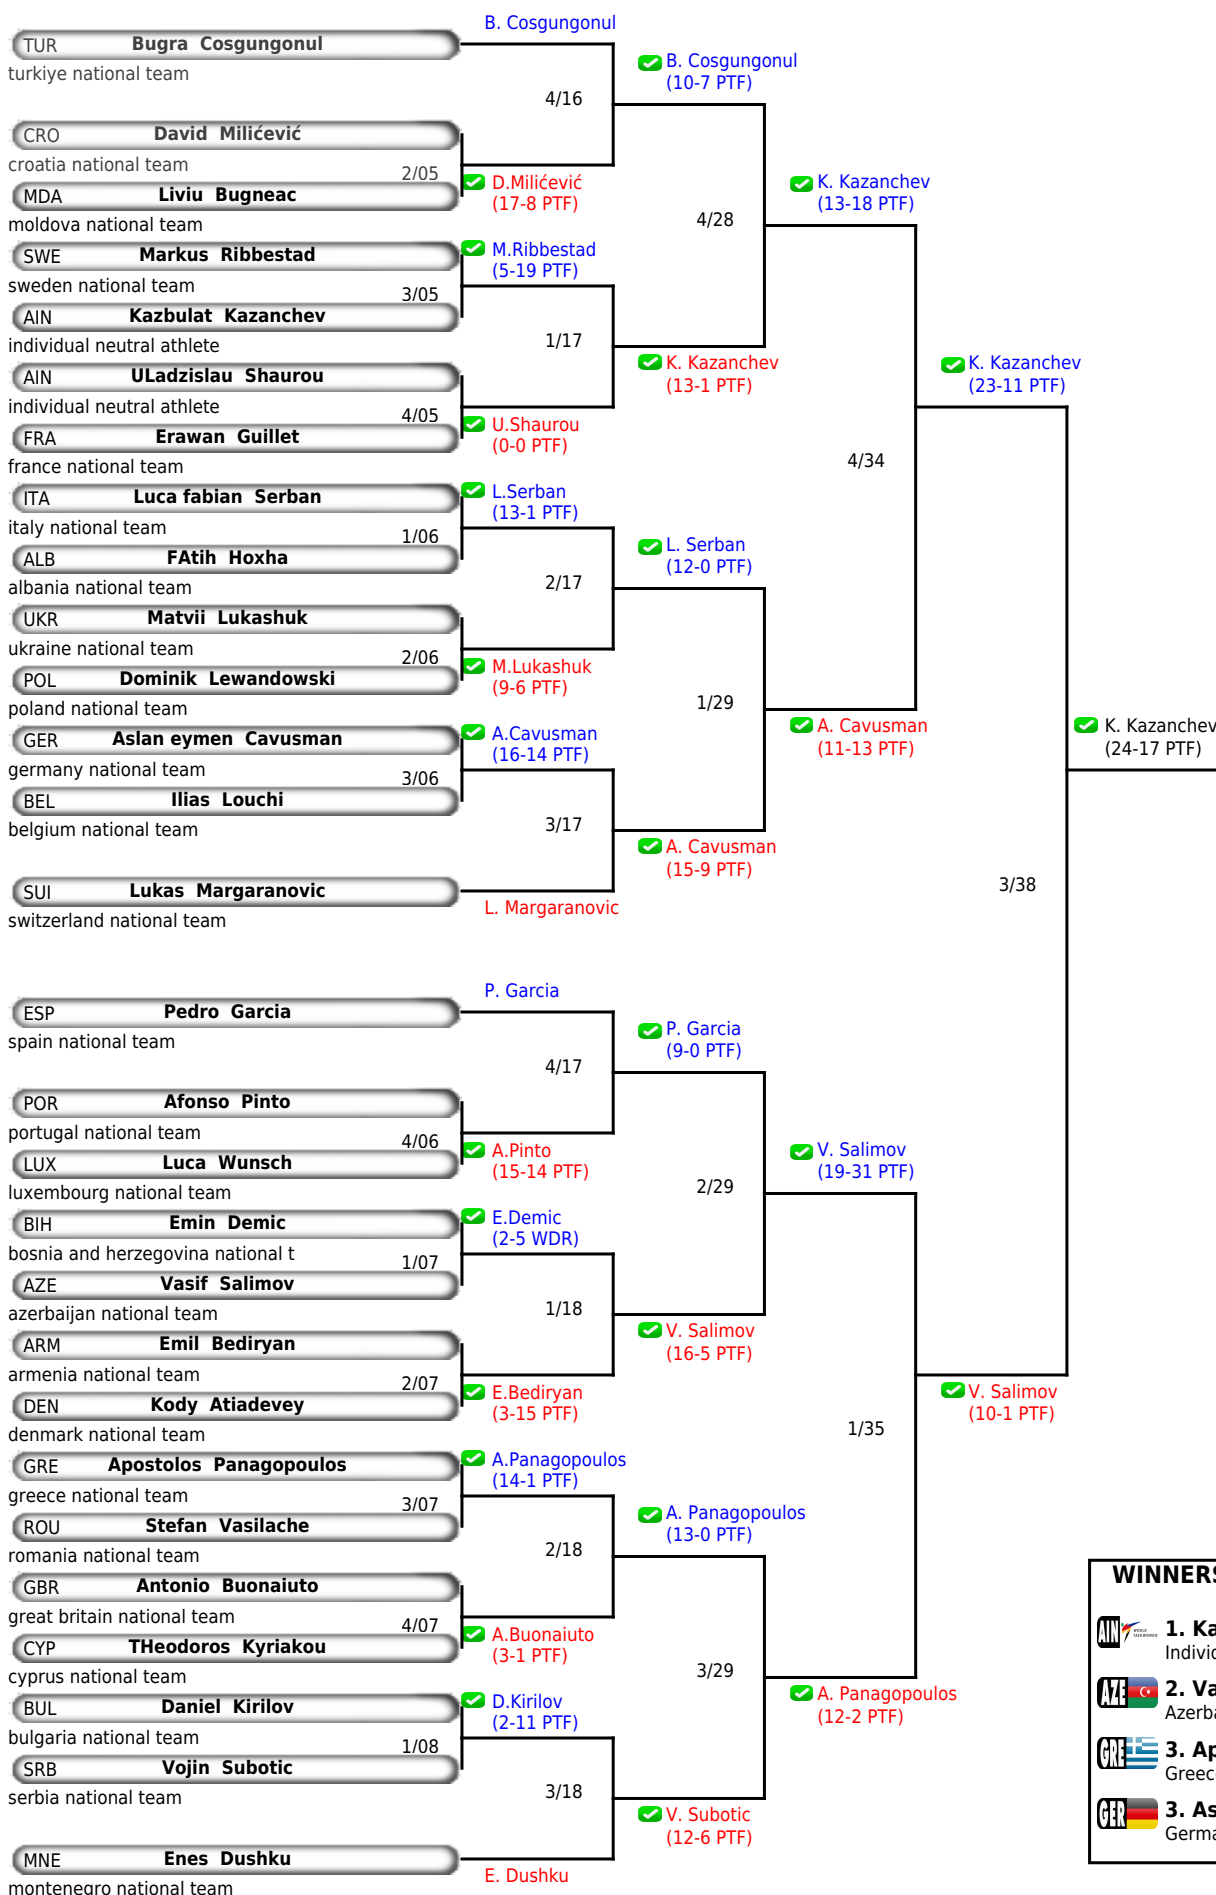 B. Cosgungonul
TUR Bugra Cosgungonul
turkiye national team
B. Cosgungonul
(10-7 PTF)
4/16
CRO David Milićević
croatia national team
2/05
D.Milićević
(17-8 PTF)
MDA Liviu Bugneac
moldova national team
K. Kazanchev
(13-18 PTF)
4/28
SWE Markus Ribbestad
sweden national team
M.Ribbestad
(5-19 PTF)
3/05
AIN Kazbulat Kazanchev
individual neutral athlete
1/17
K. Kazanchev
(13-1 PTF)
AIN ULadzislau Shaurou
individual neutral athlete
4/05
U.Shaurou
(0-0 PTF)
FRA Erawan Guillet
france national team
K. Kazanchev
(23-11 PTF)
4/34
ITA Luca fabian Serban
italy national team
L.Serban
(13-1 PTF)
1/06
ALB FAtih Hoxha
albania national team
L. Serban
(12-0 PTF)
2/17
UKR Matvii Lukashuk
ukraine national team
2/06
M.Lukashuk
(9-6 PTF)
POL Dominik Lewandowski
poland national team
1/29
A. Cavusman
(11-13 PTF)
GER Aslan eymen Cavusman
germany national team
A.Cavusman
(16-14 PTF)
3/06
BEL Ilias Louchi
belgium national team
K. Kazanchev
(24-17 PTF)
3/17
A. Cavusman
(15-9 PTF)
SUI Lukas Margaranovic
switzerland national team
L. Margaranovic
3/38
P. Garcia
ESP Pedro Garcia
spain national team
P. Garcia
(9-0 PTF)
4/17
POR Afonso Pinto
portugal national team
4/06
A.Pinto
(15-14 PTF)
LUX Luca Wunsch
luxembourg national team
V. Salimov
(19-31 PTF)
2/29
BIH Emin Demic
bosnia and herzegovina national t
E.Demic
(2-5 WDR)
1/07
AZE Vasif Salimov
azerbaijan national team
1/18
V. Salimov
(16-5 PTF)
ARM Emil Bediryan
armenia national team
2/07
E.Bediryan
(3-15 PTF)
DEN Kody Atiadevey
denmark national team
V. Salimov
(10-1 PTF)
1/35
GRE Apostolos Panagopoulos
greece national team
A.Panagopoulos
(14-1 PTF)
3/07
ROU Stefan Vasilache
romania national team
A. Panagopoulos
(13-0 PTF)
2/18
GBR Antonio Buonaiuto
great britain national team
4/07
A.Buonaiuto
(3-1 PTF)
CYP THeodoros Kyriakou
cyprus national team
3/29
A. Panagopoulos
(12-2 PTF)
BUL Daniel Kirilov
bulgaria national team
D.Kirilov
(2-11 PTF)
1/08
SRB Vojin Subotic
serbia national team
3/18
V. Subotic
(12-6 PTF)
MNE Enes Dushku
montenegro national team
E. Dushku
WINNERS
AIN 1. Ka
Individ
AZE 2. Va
Azerba
GRE 3. Ap
Greece
GER 3. As
Germa